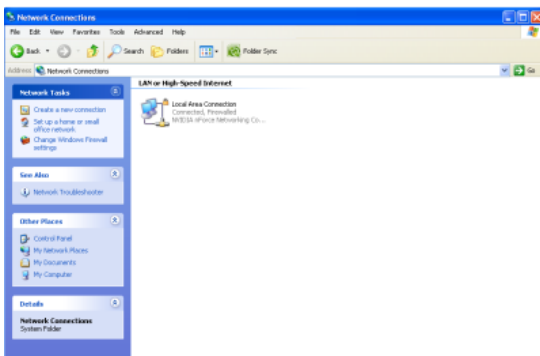 Network Connections
File Edit View Favorites Tools Advanced Help
Back Search Folders Folder Sync
Address Network Connections Go
Network Tasks
Create a new connection
Set up a home or small
office network
Change Windows Firewall
settings
See Also
Network Troubleshooter
Other Places
Control Panel
My Network Places
My Documents
My Computer
Details
Network Connections
System Folder
LAN or High-Speed Internet
Local Area Connection
Connected, Firewalled
NVIDIA nForce Networking Co...